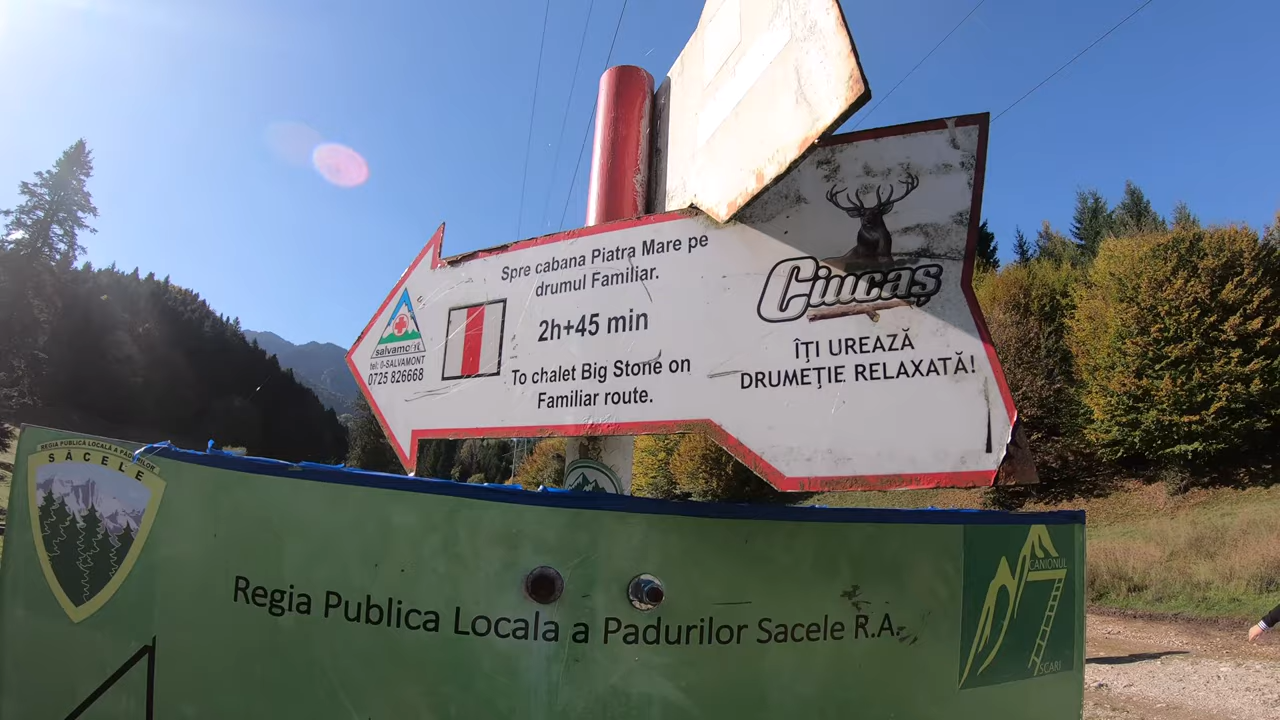 Spre cabana Piatra Mare pe
drumul Familiar.
2h+45 min
To chalet Big Stone on
Familiar route.
salvamont
tel: 0-SALVAMONT
0725 826668
Ciucaş
ÎŢI UREAZĂ
DRUMEŢIE RELAXATĂ!
REGIA PUBLICĂ LOCALĂ A PADURILOR
SĂCELE
Regia Publica Locala a Padurilor Sacele R.A.
CANIONUL
7
SCARI